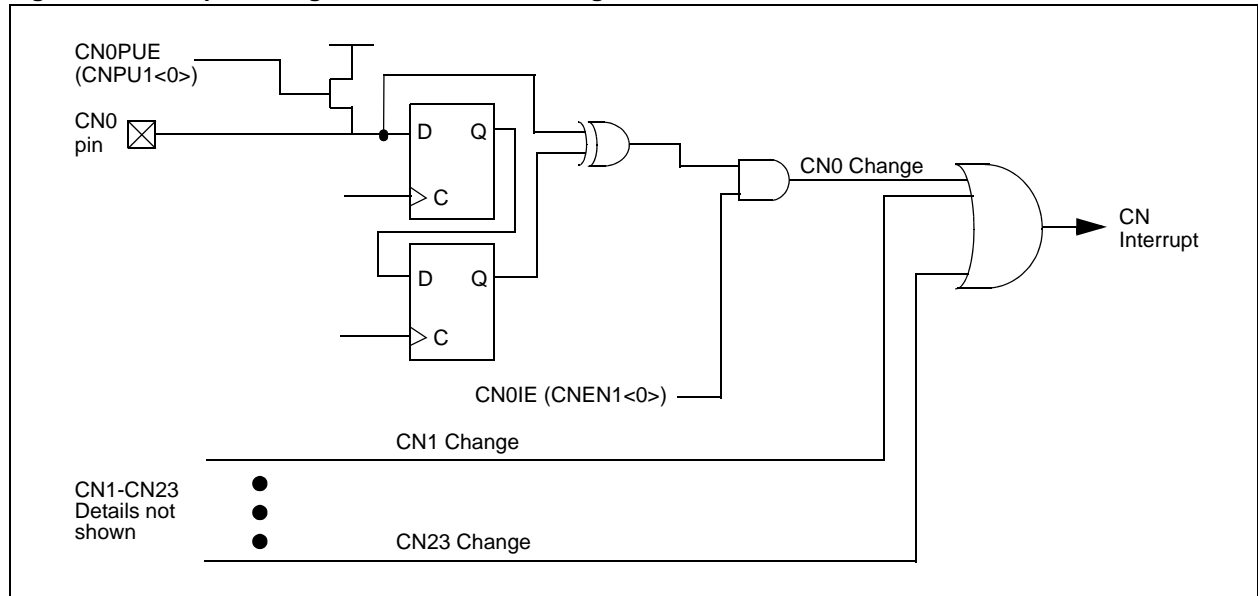 CN0PUE
(CNPU1<0>)
CN0
pin
D Q
C
D Q
C
CN0 Change
CN
Interrupt
CN0IE (CNEN1<0>)
CN1 Change
CN1-CN23
Details not
shown
CN23 Change